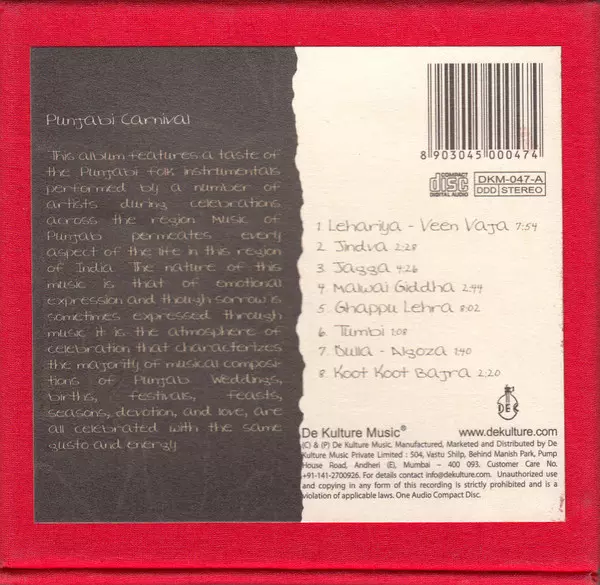 Punjabi Carnival
This album features a taste of
the Punjabi folk instrumentals
performed by a number of
artists during celebrations
across the region Music of
Punjab permeates every
aspect of the life in this region
of India The nature of this
music is that of emotional
expression and though sorrow is
sometimes expressed through
music it is the atmosphere of
celebration that characterizes
the majority of musical composi-
tions of Punjab Weddings,
births, festivals, feasts,
seasons, devotion, and love, are
all celebrated with the same
gusto and energy
8 903045 000474
COMPACT
disc
DIGITAL AUDIO
DKM-047-A
DDD STEREO
1 Lehariya - Veen Vaja 7:54
2 Jindva 2:28
3 Jagga 4:26
4 Malwai Giddha 2:44
5 Ghappu Lehra 8:02
6 Tumbi 1:08
7 Bulla - Ngoza 2:40
8 Koot Koot Bajra 2:20
DEK
De Kulture Music® www.dekulture.com
(C) & (P) De Kulture Music. Manufactured, Marketed and Distributed by De
Kulture Music Private Limited : 504, Vastu Shilp, Behind Manish Park, Pump
House Road, Andheri (E), Mumbai – 400 093. Customer Care No.
+91-141-2700926. For details contact info@dekulture.com. Unauthorized use
and copying in any form of this recording is strictly prohibited and is a
violation of applicable laws. One Audio Compact Disc.